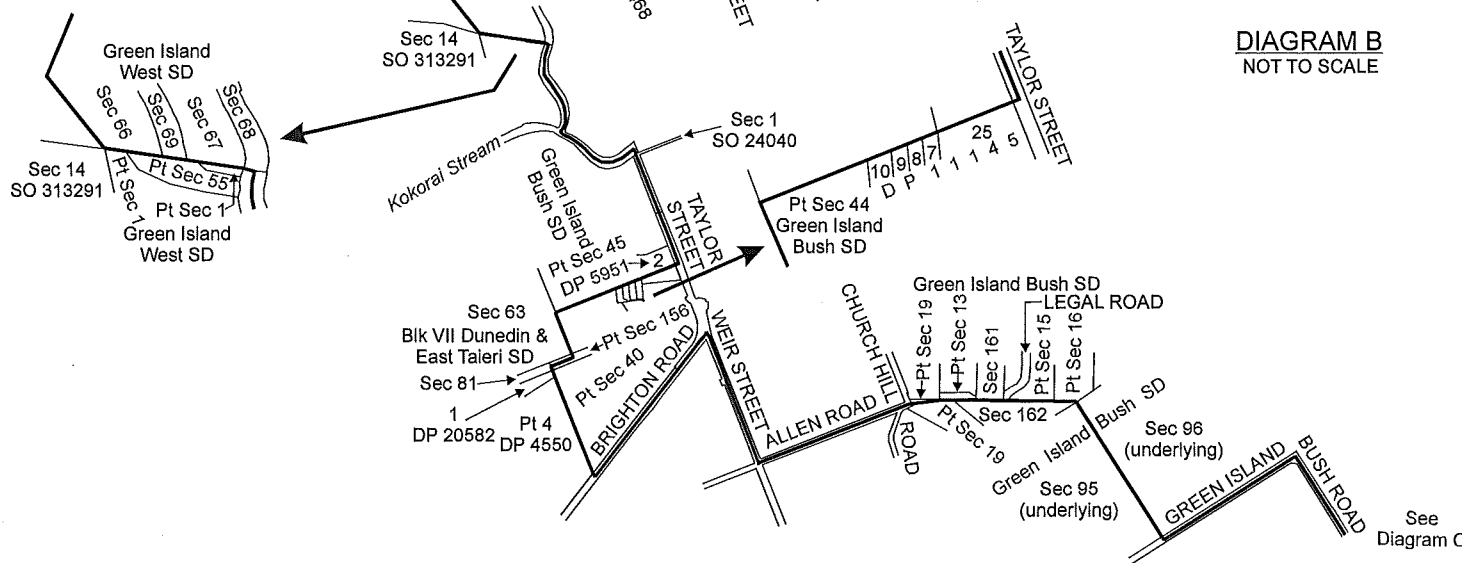 68
STREET
DIAGRAM B
NOT TO SCALE
Green Island
West SD
Sec 66
Sec 69
Sec 67
Sec 68
Sec 14
SO 313291
Pt Sec 1
Pt Sec 55
Pt Sec 1
Green Island
West SD
Sec 14
SO 313291
Kokorai Stream
Sec 1
SO 24040
Green Island
Bush SD
TAYLOR
STREET
Pt Sec 45
DP 5951
2
TAYLOR STREET
10 9 8 7
25
D P 1 1 1 4 5
Pt Sec 44
Green Island
Bush SD
Sec 63
Blk VII Dunedin &
East Taieri SD
Pt Sec 156
Pt Sec 40
Sec 81
1
DP 20582
Pt 4
DP 4550
BRIGHTON ROAD
WEIR STREET
ALLEN ROAD
CHURCH HILL
ROAD
Green Island Bush SD
LEGAL ROAD
Pt Sec 19
Pt Sec 13
Sec 161
Pt Sec 15
Pt Sec 16
Pt Sec 19
Sec 162
Green Island Bush SD
Sec 96
(underlying)
Sec 95
(underlying)
GREEN ISLAND
BUSH ROAD
See
Diagram C